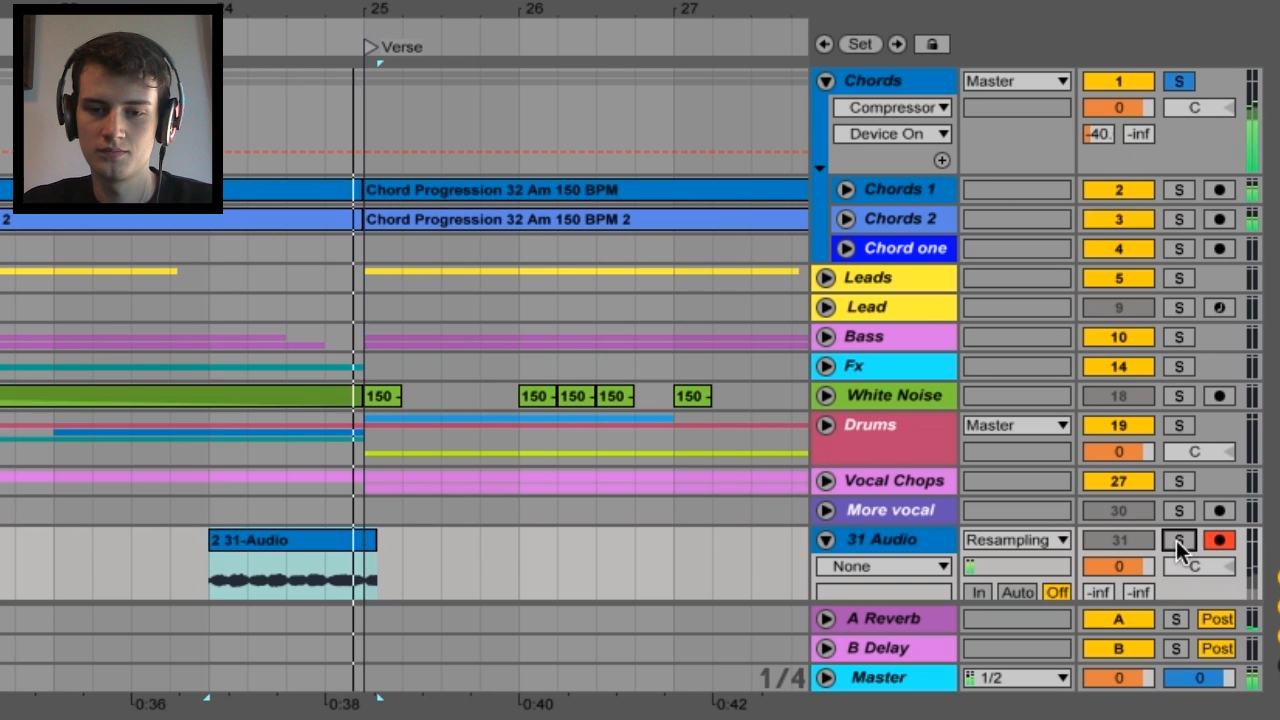 25 26 27
Set
Verse
Chords Master 1 S
Compressor 0 C
Device On -40. -inf
Chord Progression 32 Am 150 BPM Chords 1 2 S
2 Chord Progression 32 Am 150 BPM 2 Chords 2 3 S
Chord one 4 S
Leads 5 S
Lead 9 S
Bass 10 S
Fx 14 S
150 - 150 - 150 - 150 - 150 - White Noise 18 S
Drums Master 19 S
0 C
Vocal Chops 27 S
More vocal 30 S
2 31-Audio 31 Audio Resampling 31 S
None 0 C
In Auto Off -inf -inf
A Reverb A S Post
B Delay B S Post
1/4 Master 1/2 0 0
0:36 0:38 0:40 0:42